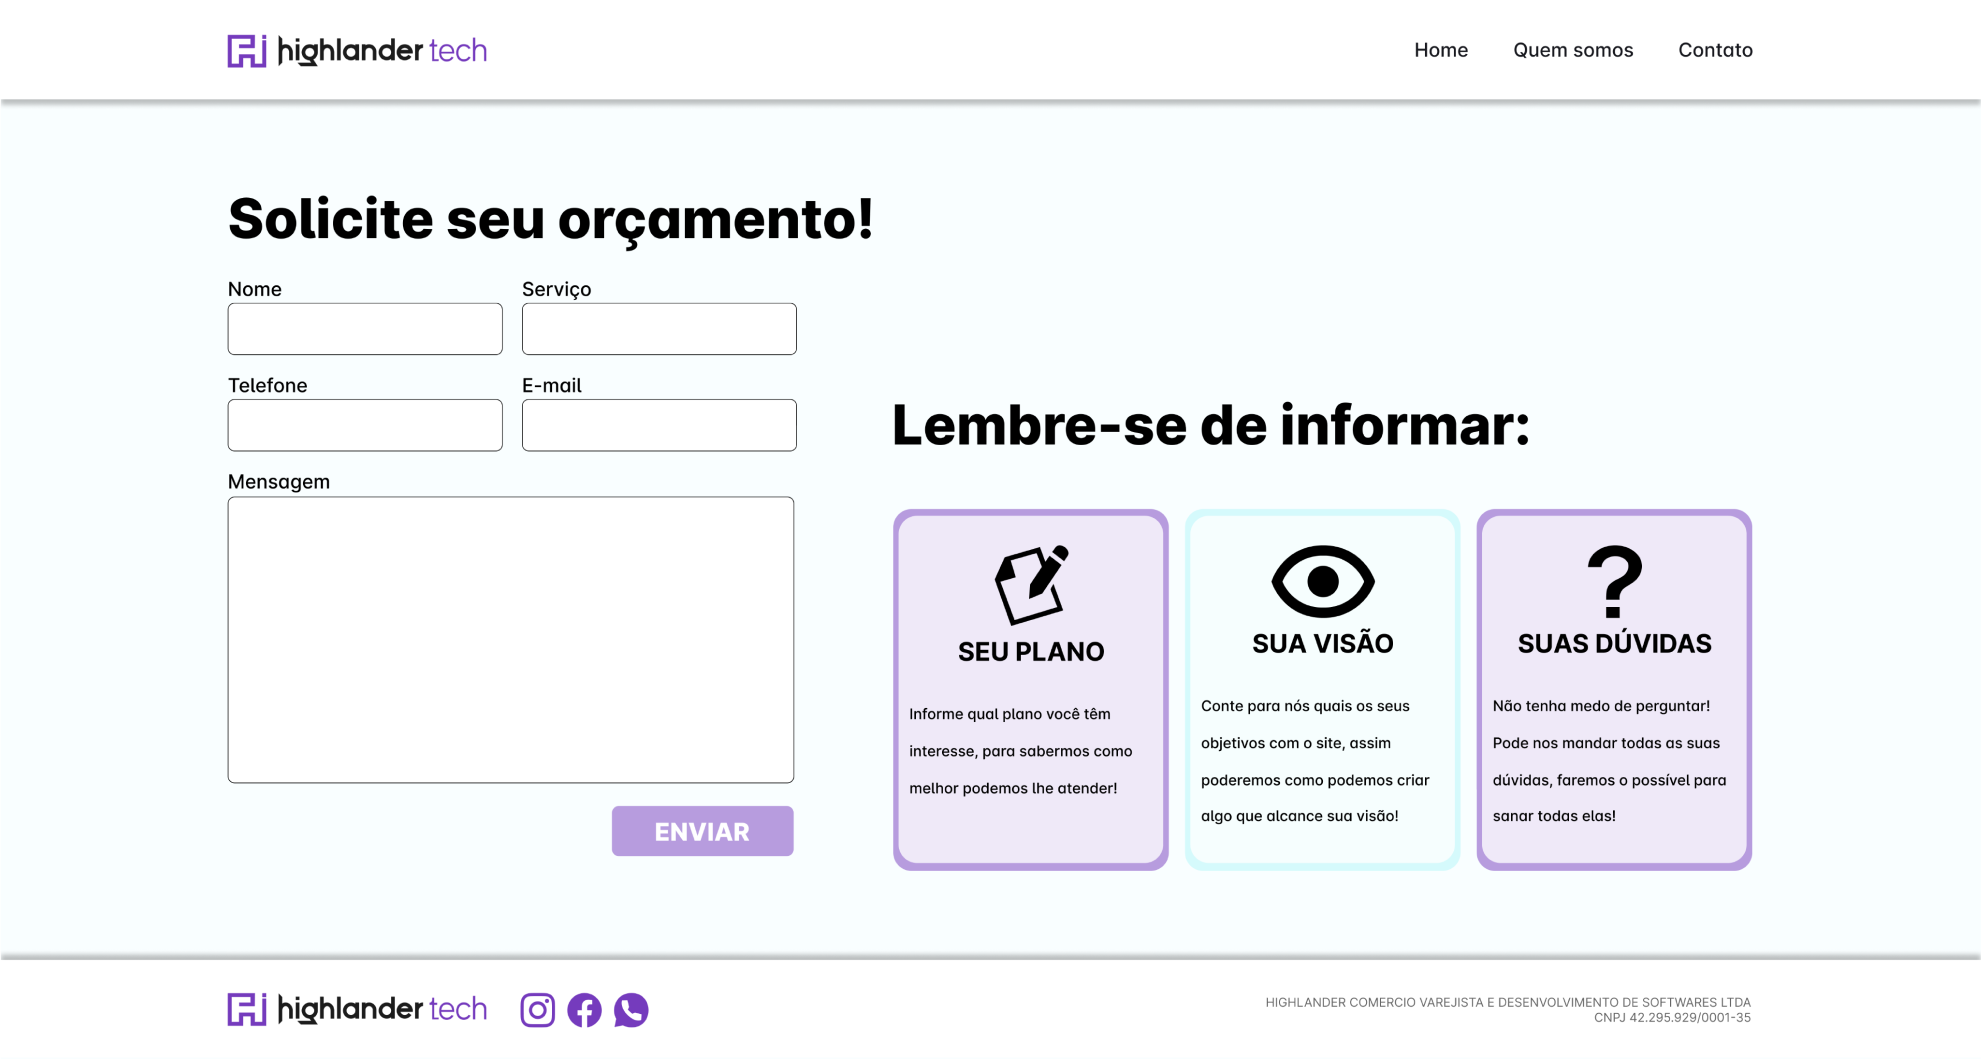 highlander tech
Home Quem somos Contato
Solicite seu orçamento!
Nome Serviço
Telefone E-mail
Mensagem
ENVIAR
Lembre-se de informar:
SEU PLANO
Informe qual plano você têm
interesse, para sabermos como
melhor podemos lhe atender!
SUA VISÃO
Conte para nós quais os seus
objetivos com o site, assim
poderemos como podemos criar
algo que alcance sua visão!
?
SUAS DÚVIDAS
Não tenha medo de perguntar!
Pode nos mandar todas as suas
dúvidas, faremos o possível para
sanar todas elas!
highlander tech
HIGHLANDER COMERCIO VAREJISTA E DESENVOLVIMENTO DE SOFTWARES LTDA
CNPJ 42.295.929/0001-35